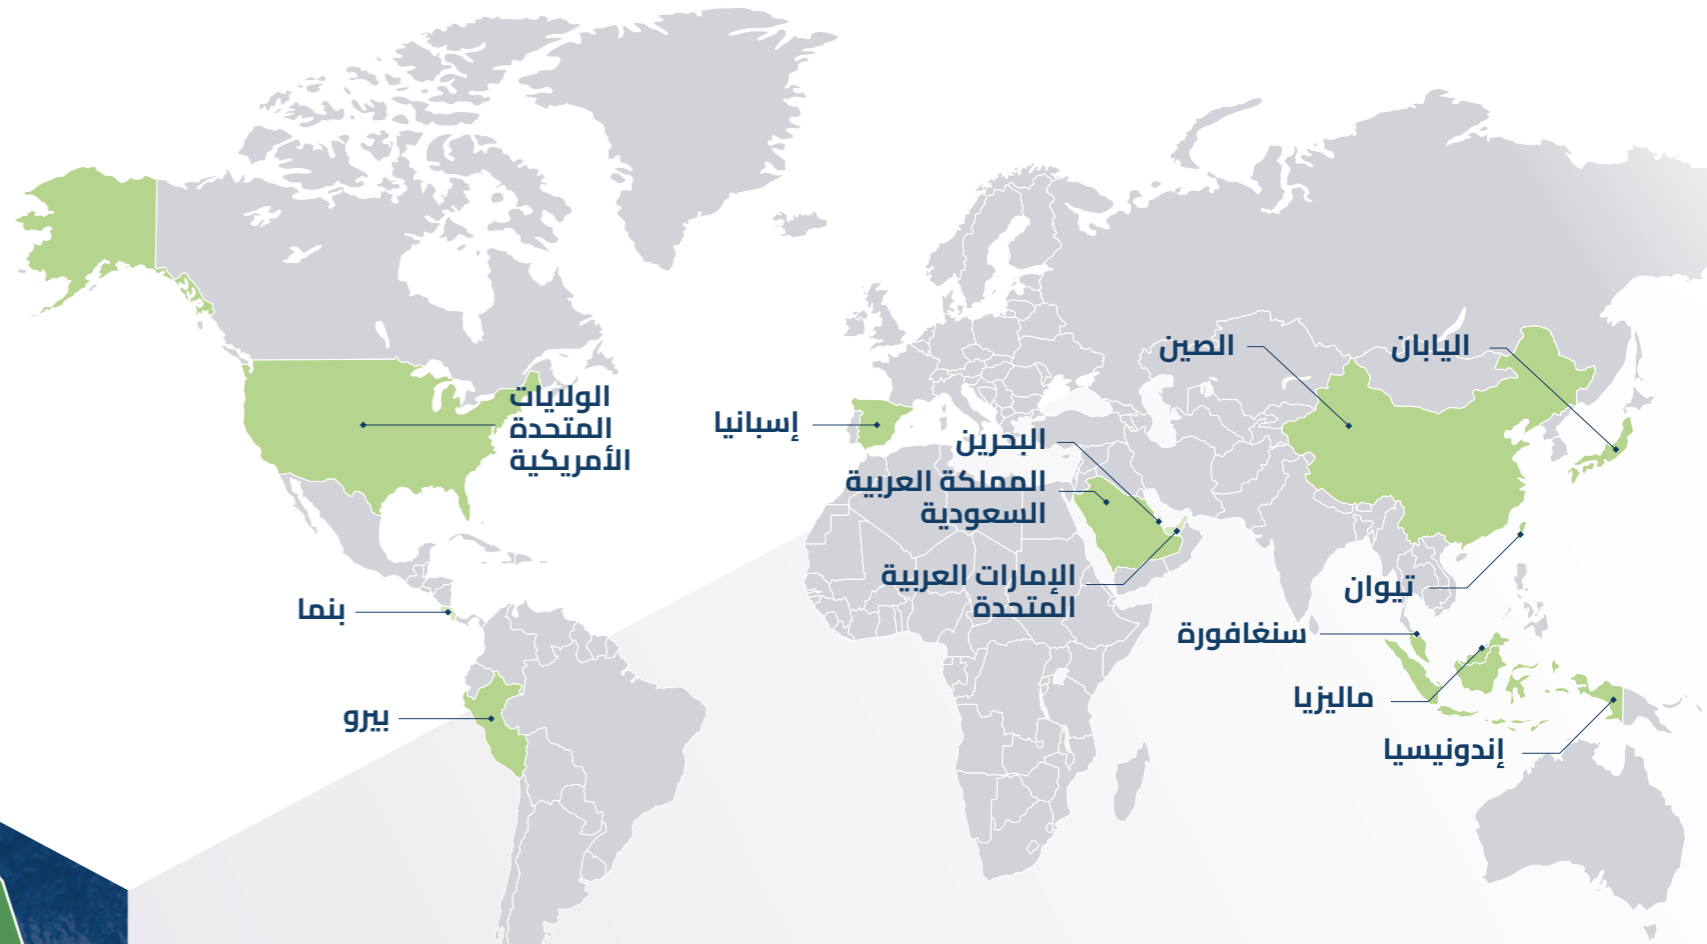 الصين
اليابان
الولايات
المتحدة
الأمريكية
إسبانيا
البحرين
المملكة العربية
السعودية
الإمارات العربية
المتحدة
تيوان
بنما
سنغافورة
ماليزيا
بيرو
إندونيسيا